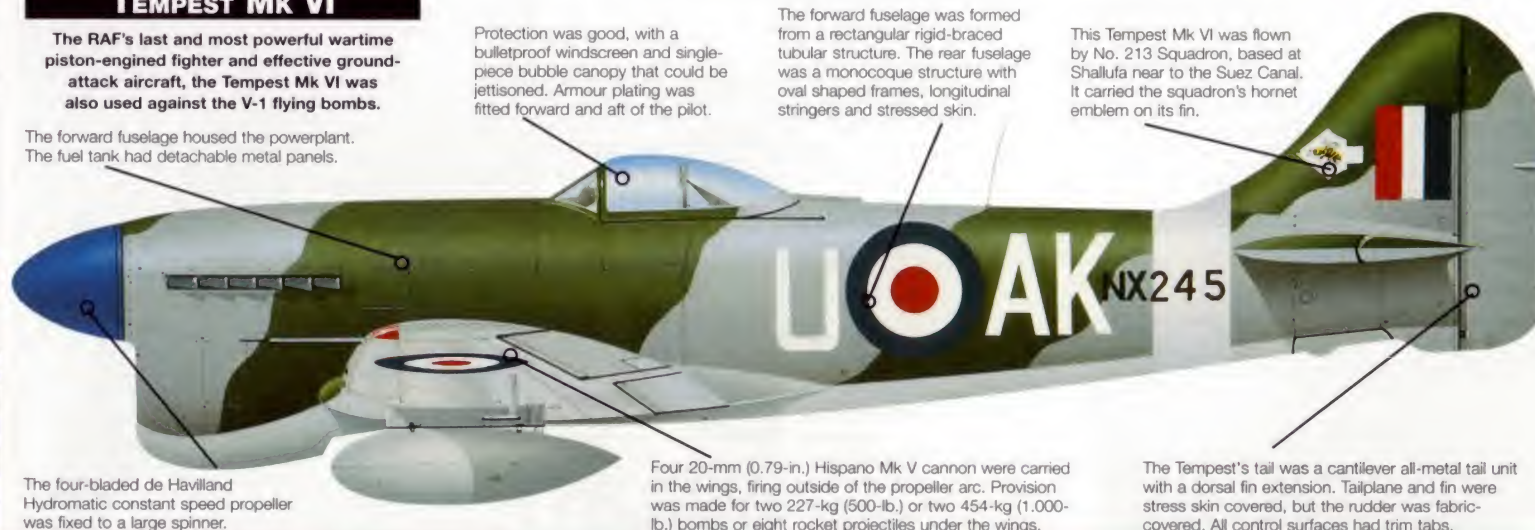 TEMPEST MK VI
The RAF's last and most powerful wartime
piston-engined fighter and effective ground-
attack aircraft, the Tempest Mk VI was
also used against the V-1 flying bombs.
The forward fuselage housed the powerplant.
The fuel tank had detachable metal panels.
Protection was good, with a
bulletproof windscreen and single-
piece bubble canopy that could be
jettisoned. Armour plating was
fitted forward and aft of the pilot.
The forward fuselage was formed
from a rectangular rigid-braced
tubular structure. The rear fuselage
was a monocoque structure with
oval shaped frames, longitudinal
stringers and stressed skin.
This Tempest Mk VI was flown
by No. 213 Squadron, based at
Shallufa near to the Suez Canal.
It carried the squadron's hornet
emblem on its fin.
U AK NX245
The four-bladed de Havilland
Hydromatic constant speed propeller
was fixed to a large spinner.
Four 20-mm (0.79-in.) Hispano Mk V cannon were carried
in the wings, firing outside of the propeller arc. Provision
was made for two 227-kg (500-lb.) or two 454-kg (1.000-
lb.) bombs or eight rocket projectiles under the wings.
The Tempest's tail was a cantilever all-metal tail unit
with a dorsal fin extension. Tailplane and fin were
stress skin covered, but the rudder was fabric-
covered. All control surfaces had trim tabs.